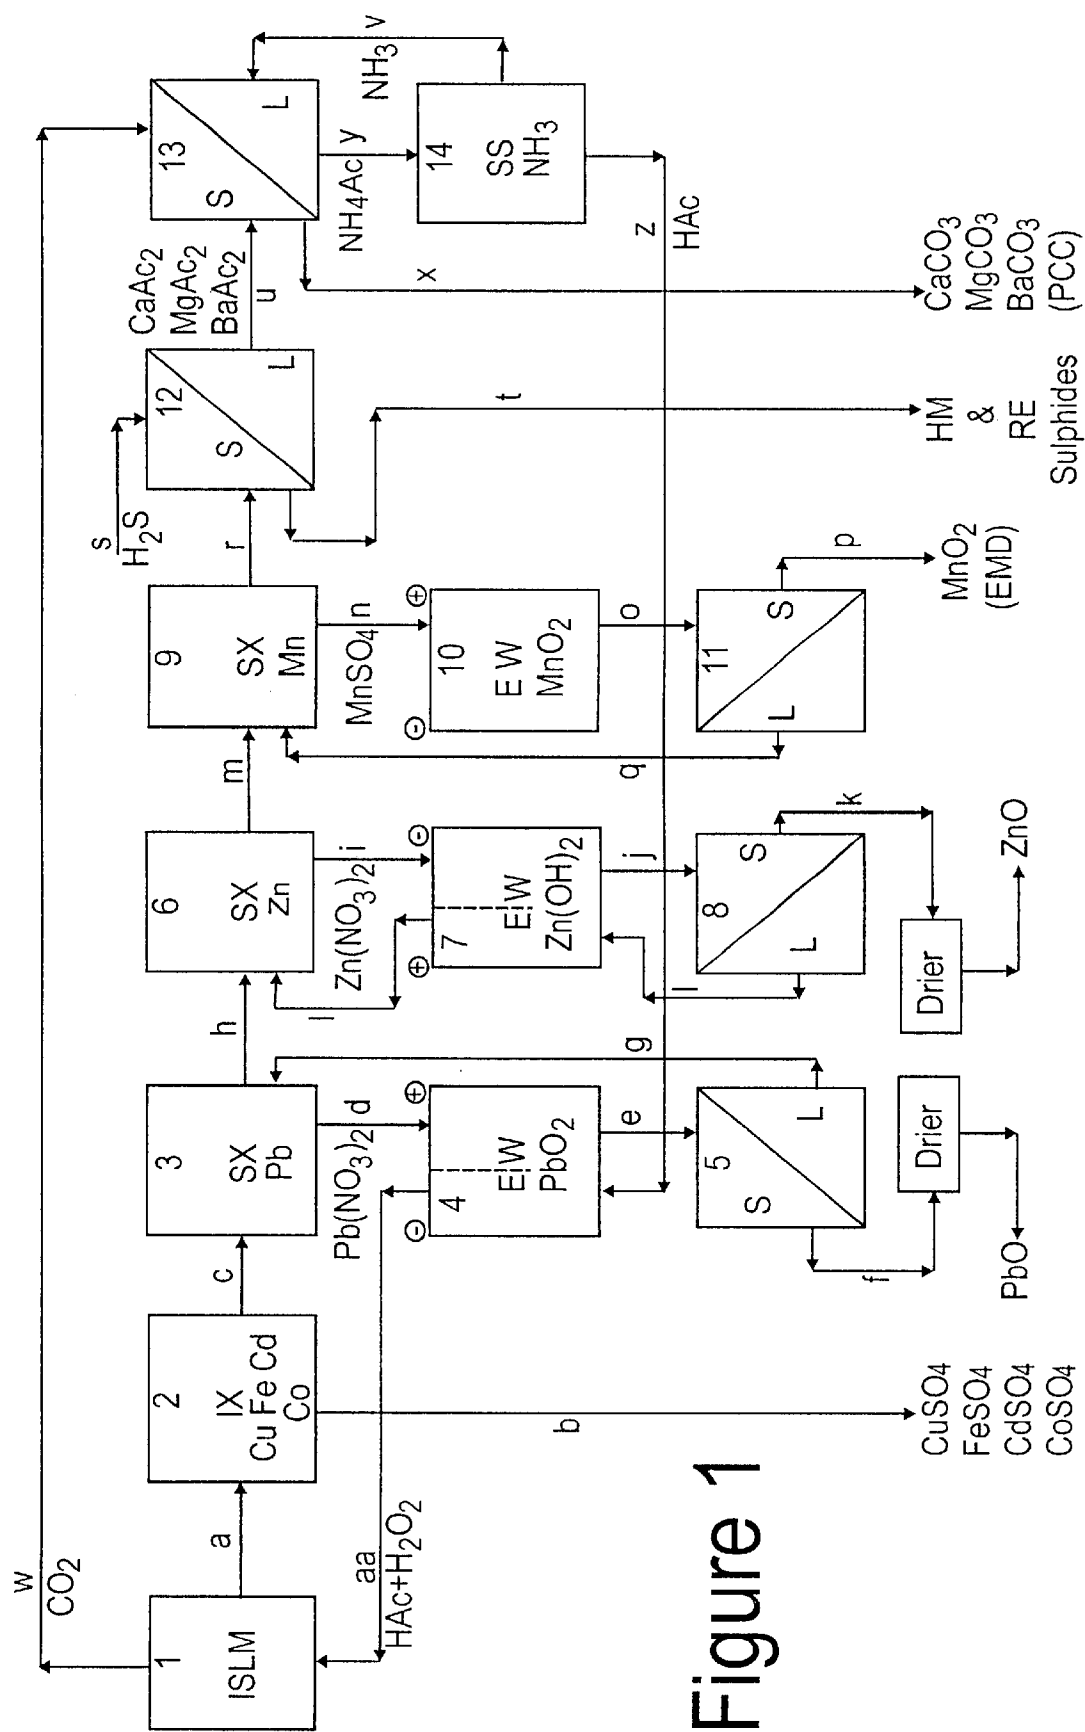 w
CO2
1
ISLM
a
2
IX
Cu Fe Cd
Co
b
CuSO4
FeSO4
CdSO4
CoSO4
c
3
SX
Pb
d
Pb(NO3)2
aa
HAc+H2O2
⊖
⊕
4
EW
PbO2
e
5
S
L
f
g
Drier
PbO
h
6
SX
Zn
i
Zn(NO3)2
l
⊕
⊖
7
EW
Zn(OH)2
j
l
8
L
S
k
Drier
ZnO
m
9
SX
Mn
n
MnSO4
⊖
⊕
10
EW
MnO2
o
11
L
S
q
p
MnO2
(EMD)
r
s
H2S
12
S
L
t
HM
&
RE
Sulphides
CaAc2
MgAc2
BaAc2
u
13
S
L
x
CaCO3
MgCO3
BaCO3
(PCC)
y
NH4Ac
v
NH3
14
SS
NH3
z
HAc
Figure 1